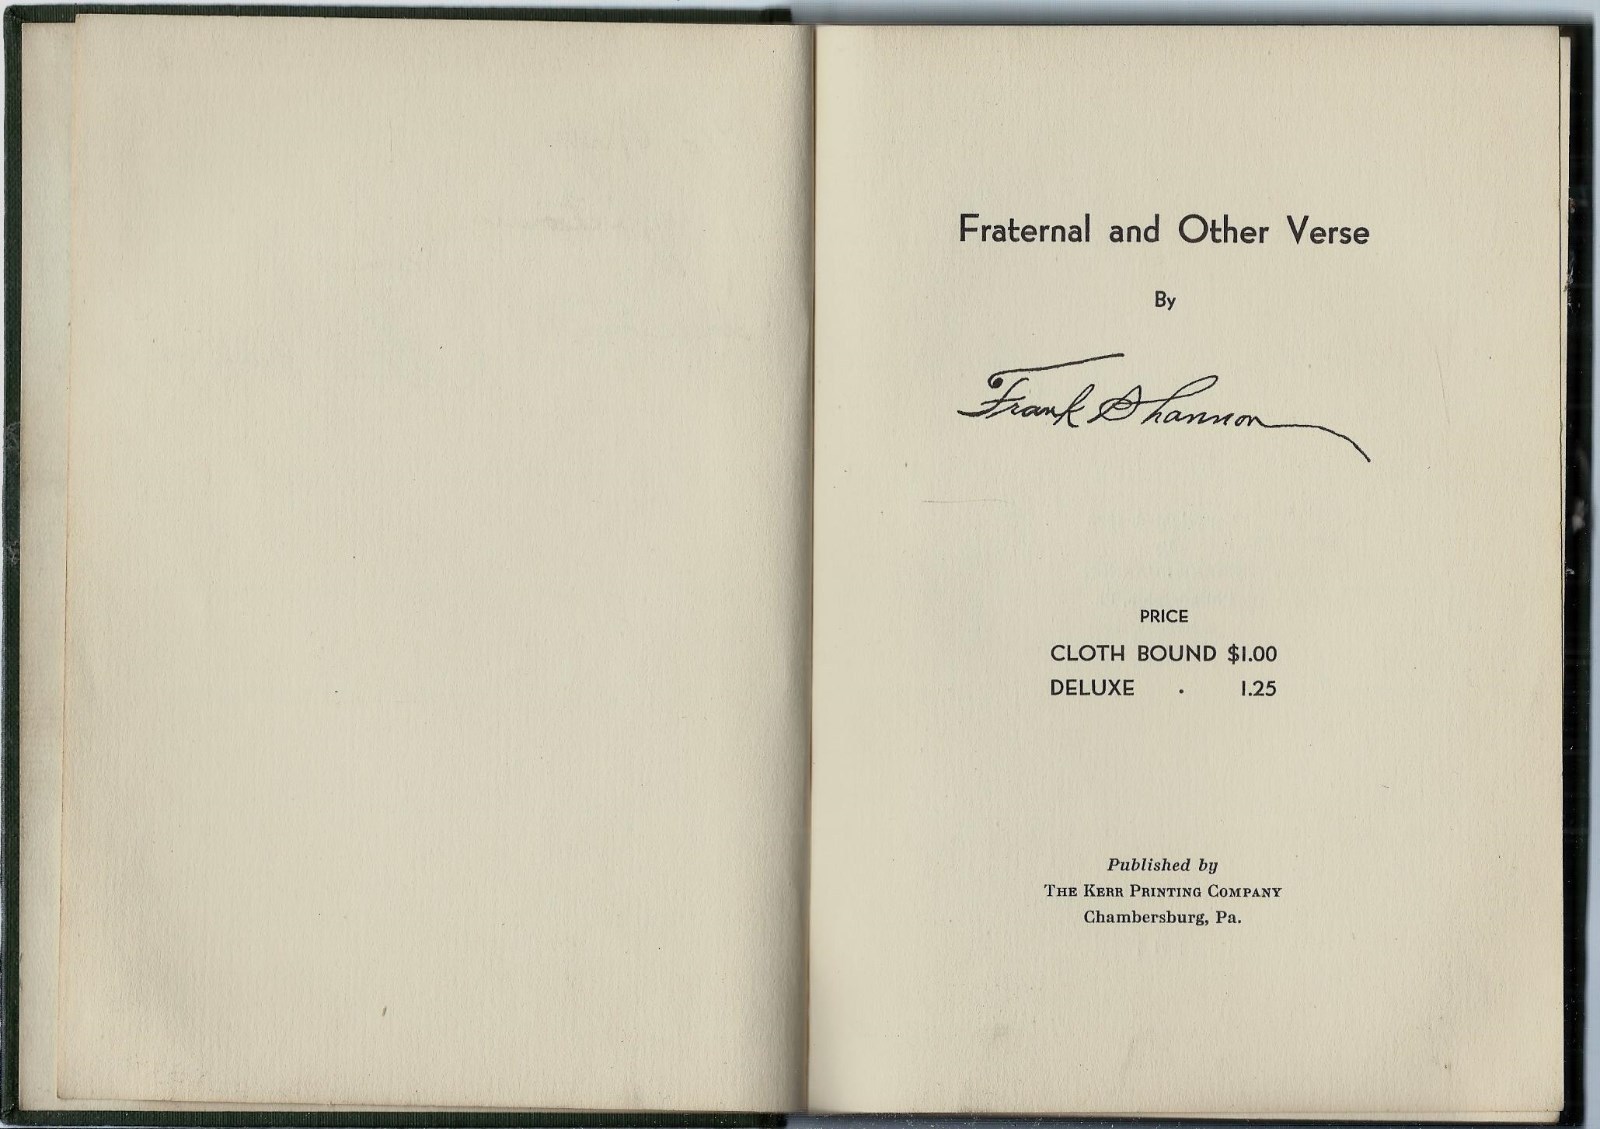 Fraternal and Other Verse
By
Frank Shannon
PRICE
CLOTH BOUND $1.00
DELUXE . 1.25
Published by
THE KERR PRINTING COMPANY
Chambersburg, Pa.